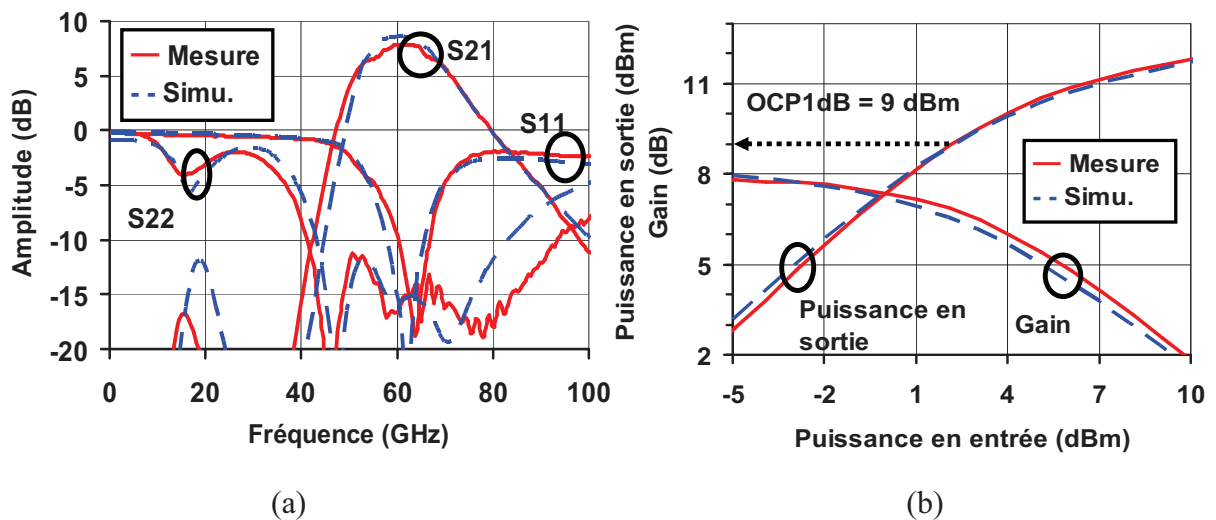 Amplitude (dB)
10
5
0
-5
-10
-15
-20
Mesure
Simu.
S21
S11
S22
0
20
40
60
80
100
Fréquence (GHz)
(a)
Puissance en sortie (dBm)
Gain (dB)
11
8
5
2
OCP1dB = 9 dBm
Mesure
Simu.
Puissance en
sortie
Gain
-5
-2
1
4
7
10
Puissance en entrée (dBm)
(b)